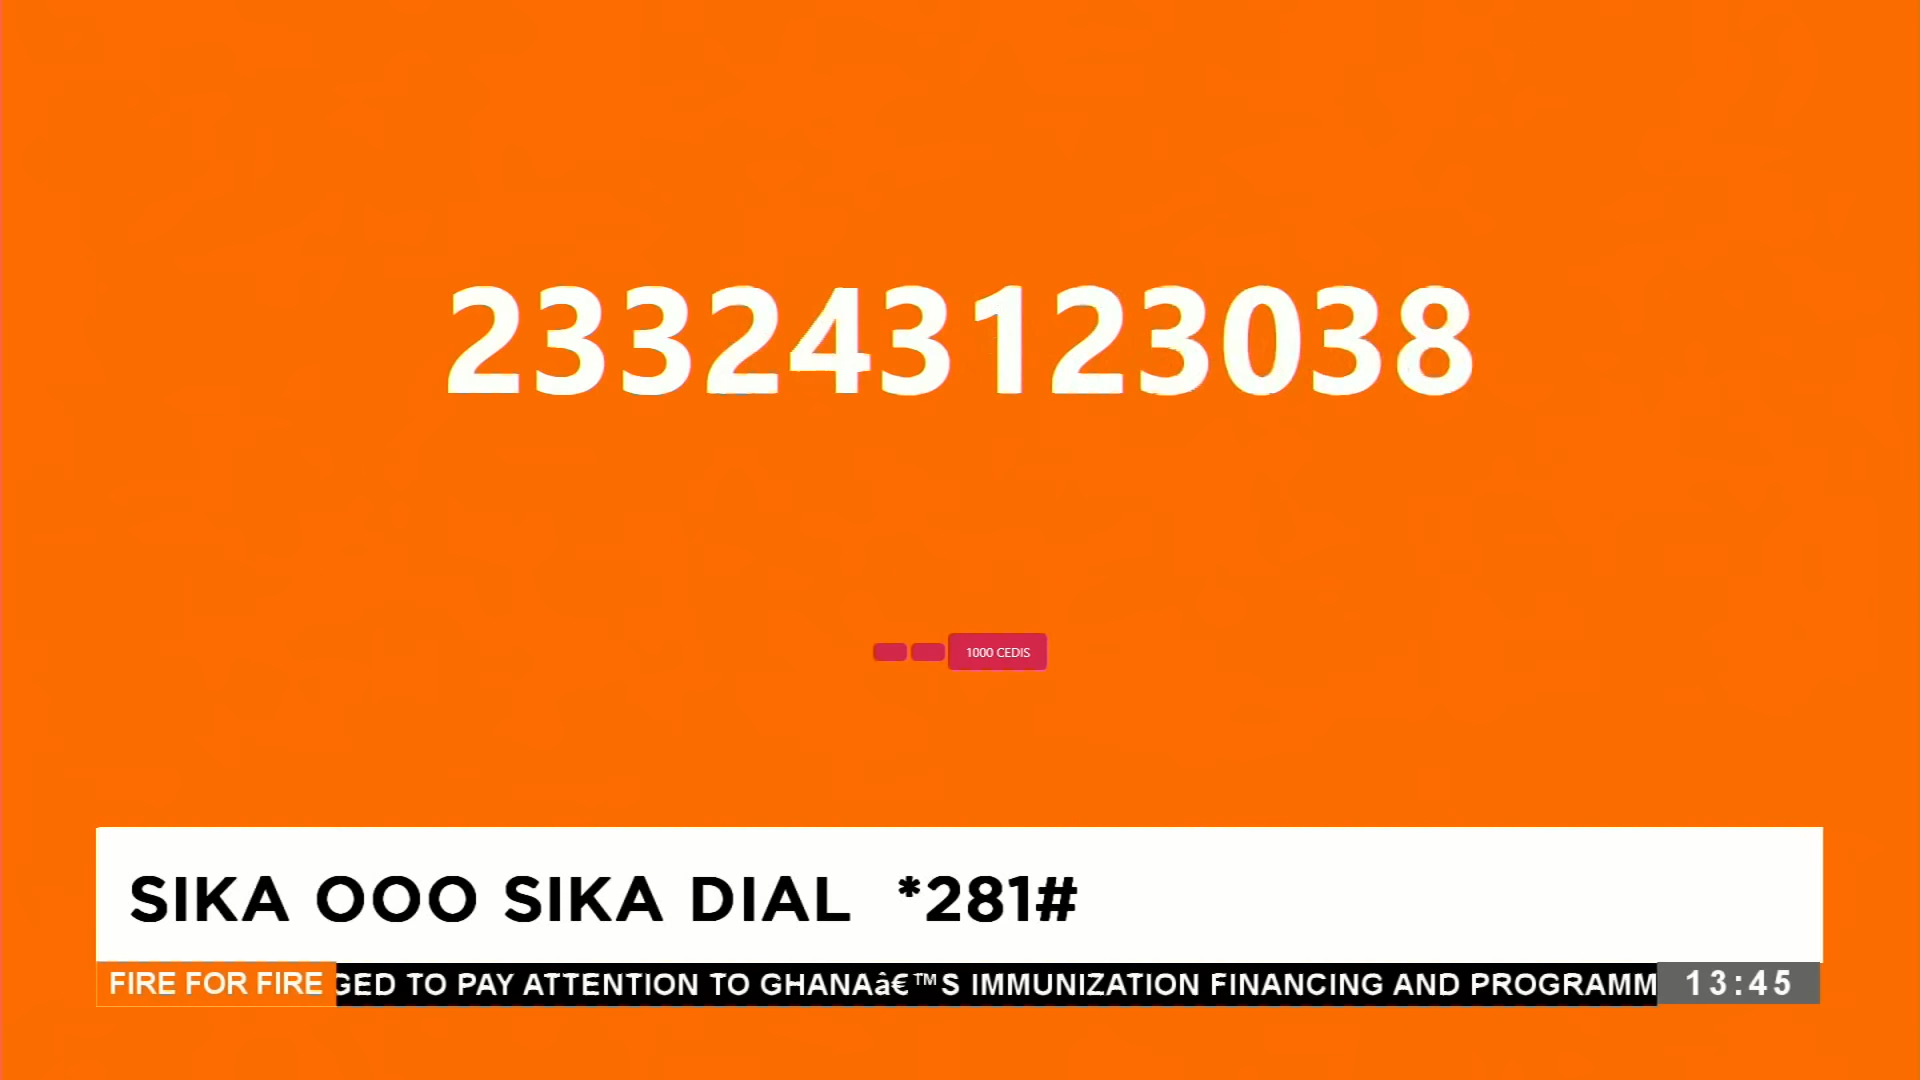 233243123038
1000 CEDIS
SIKA OOO SIKA DIAL *281#
FIRE FOR FIRE
GED TO PAY ATTENTION TO GHANAâ€™S IMMUNIZATION FINANCING AND PROGRAMM
13:45